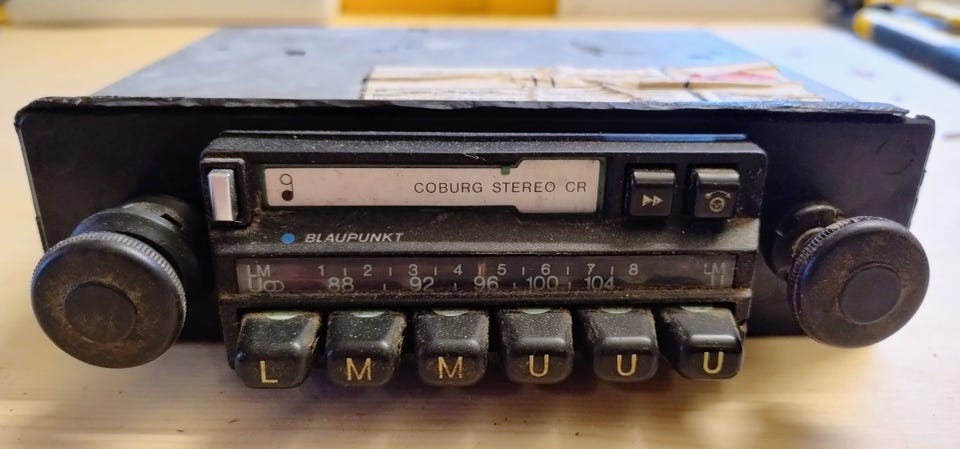 COBURG STEREO CR
BLAUPUNKT
LM 1 2 3 4 5 6 7 8 LM
U 88 92 96 100 104
L M M U U U